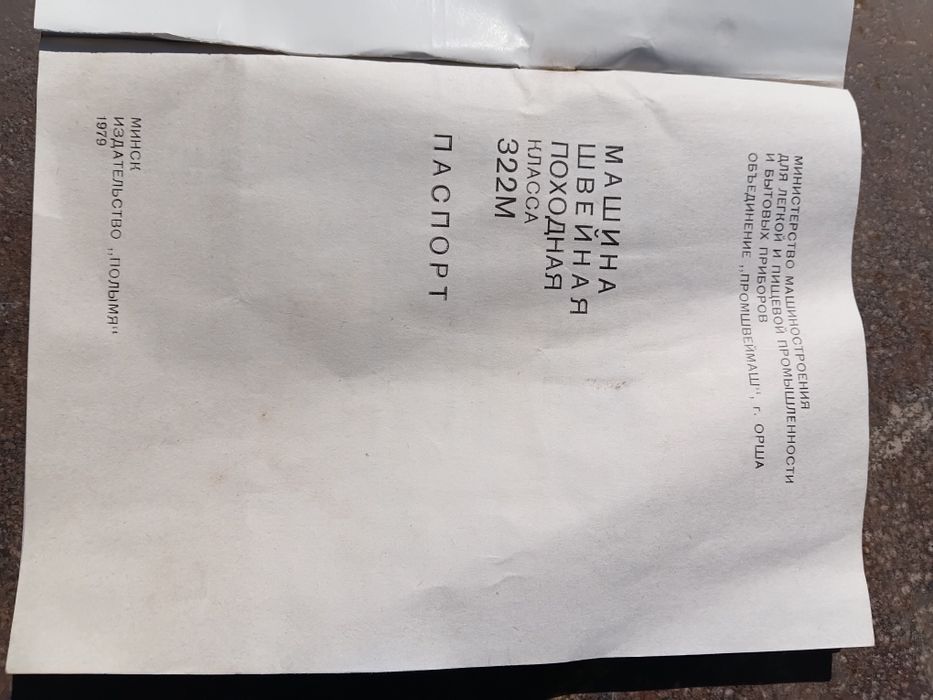 МИНИСТЕРСТВО МАШИНОСТРОЕНИЯ
ДЛЯ ЛЕГКОЙ И ПИЩЕВОЙ ПРОМЫШЛЕННОСТИ
И БЫТОВЫХ ПРИБОРОВ
ОБЪЕДИНЕНИЕ „ПРОМШВЕЙМАШ“, г. ОРША
МАШИНА
ШВЕЙНАЯ
ПОХОДНАЯ
КЛАССА
322М
ПАСПОРТ
МИНСК
ИЗДАТЕЛЬСТВО „ПОЛЫМЯ“
1979